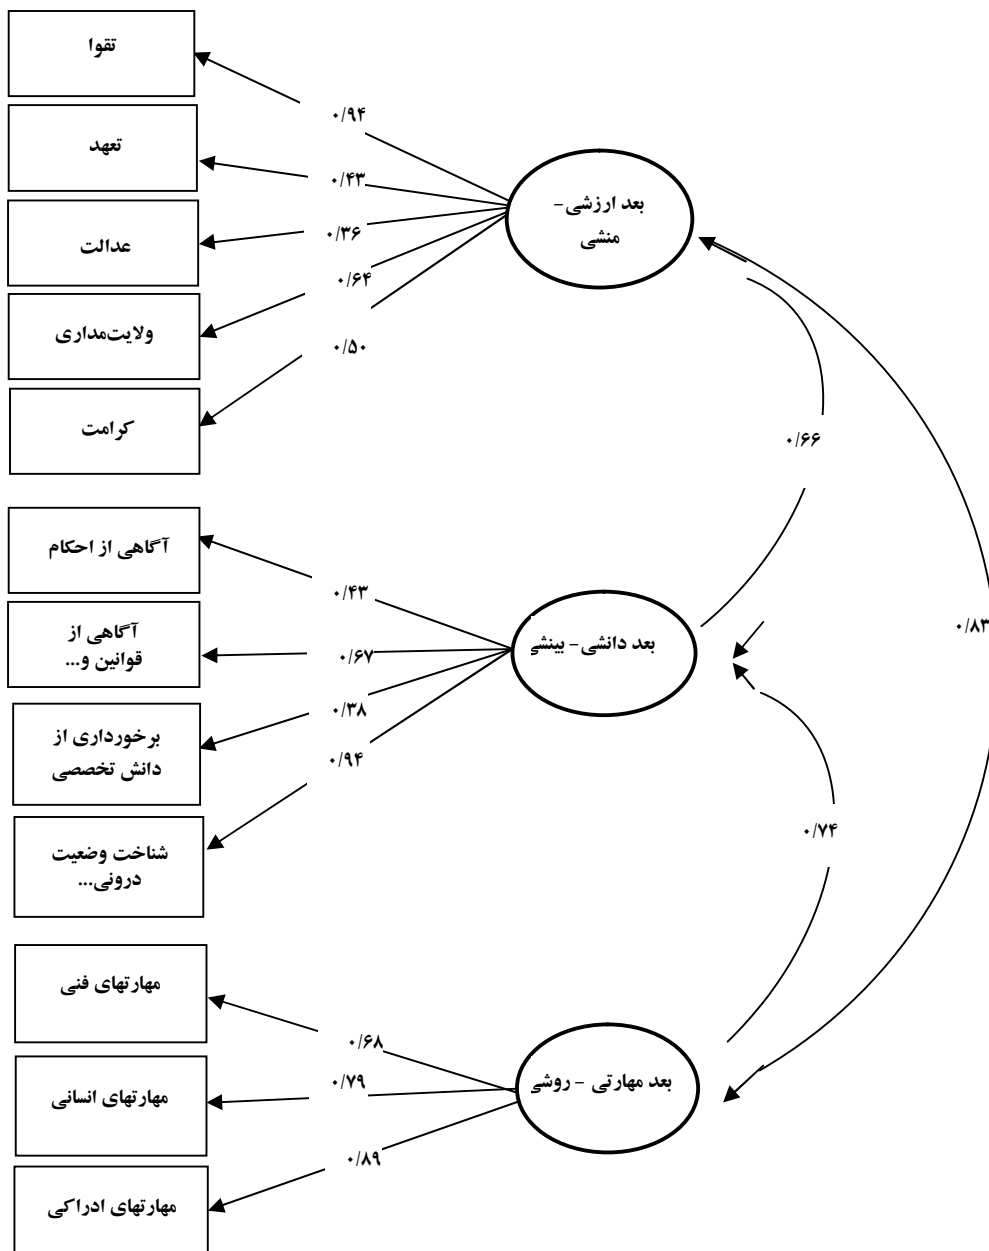 تقوا
۰/۹۴
تعهد
۰/۴۳
بعد ارزشی-
منشی
۰/۳۶
عدالت
۰/۶۴
ولایت‌مداری
۰/۵۰
کرامت
۰/۶۶
آگاهی از احکام
۰/۴۳
آگاهی از
قوانین و...
۰/۶۷
بعد دانشی- بینشی
۰/۸۳
۰/۳۸
برخورداری از
دانش تخصصی
۰/۹۴
شناخت وضعیت
درونی...
۰/۷۴
مهارتهای فنی
۰/۶۸
بعد مهارتی - روشی
۰/۷۹
مهارتهای انسانی
۰/۸۹
مهارتهای ادراکی